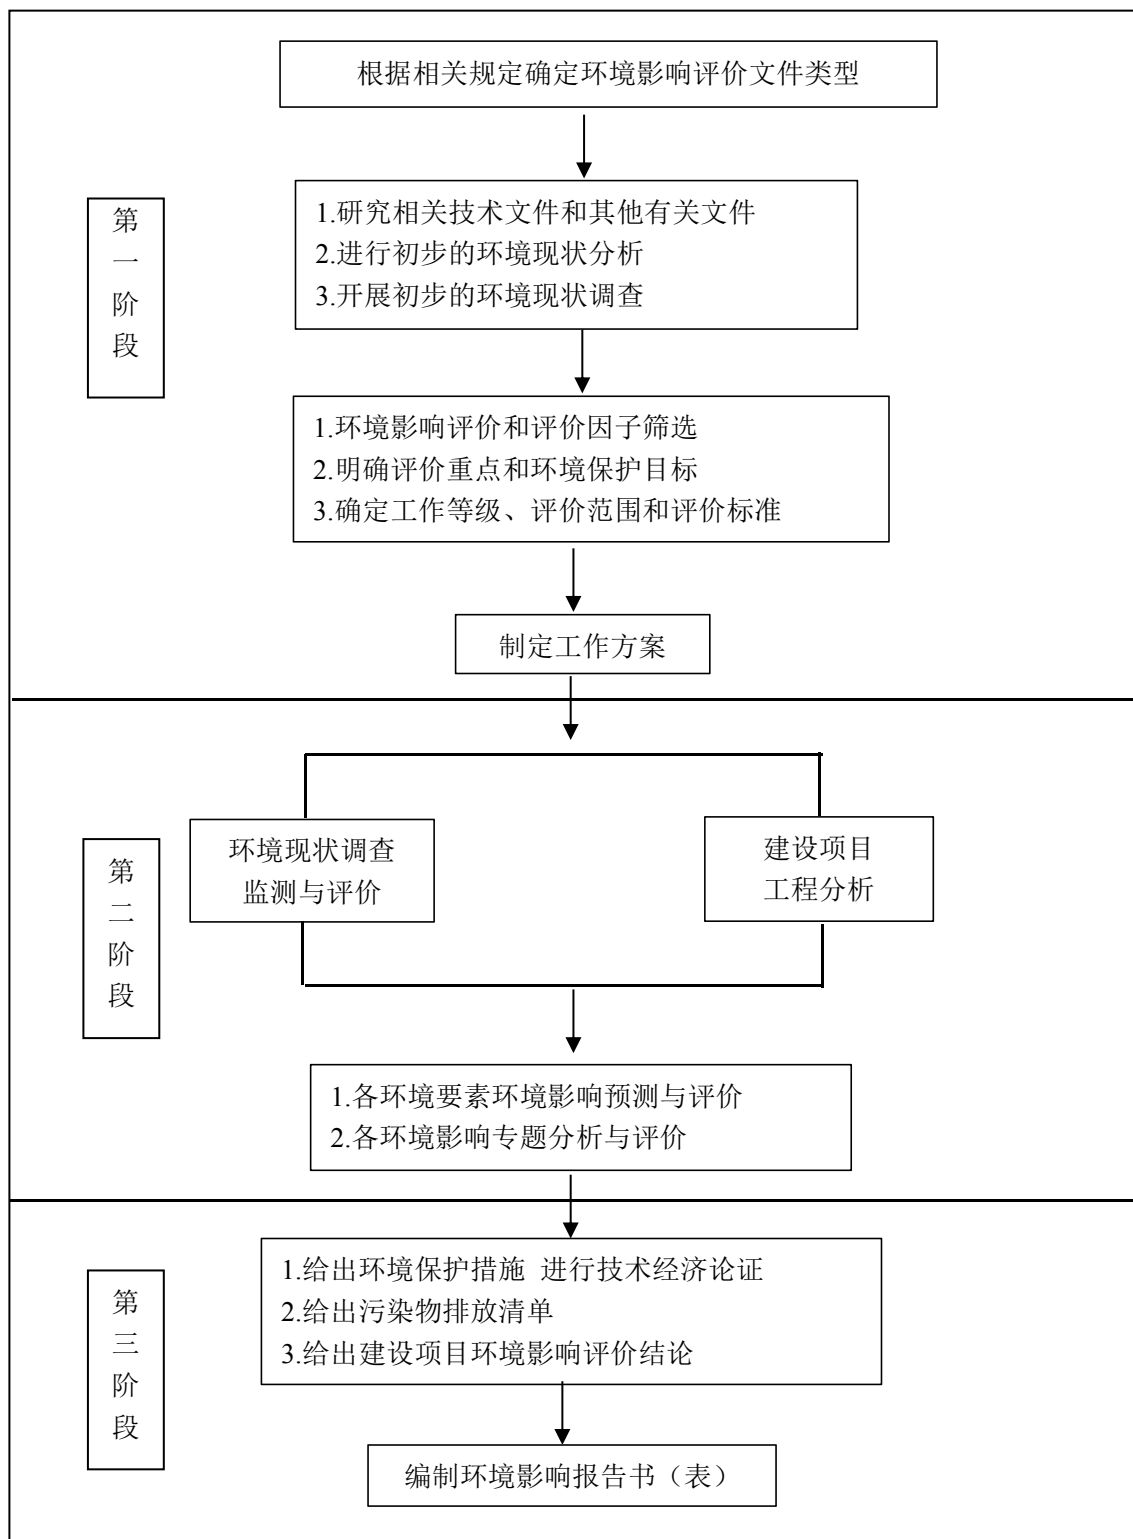 根据相关规定确定环境影响评价文件类型
第
一
阶
段
1.研究相关技术文件和其他有关文件
2.进行初步的环境现状分析
3.开展初步的环境现状调查
1.环境影响评价和评价因子筛选
2.明确评价重点和环境保护目标
3.确定工作等级、评价范围和评价标准
制定工作方案
第
二
阶
段
环境现状调查
监测与评价
建设项目
工程分析
1.各环境要素环境影响预测与评价
2.各环境影响专题分析与评价
第
三
阶
段
1.给出环境保护措施 进行技术经济论证
2.给出污染物排放清单
3.给出建设项目环境影响评价结论
编制环境影响报告书（表）